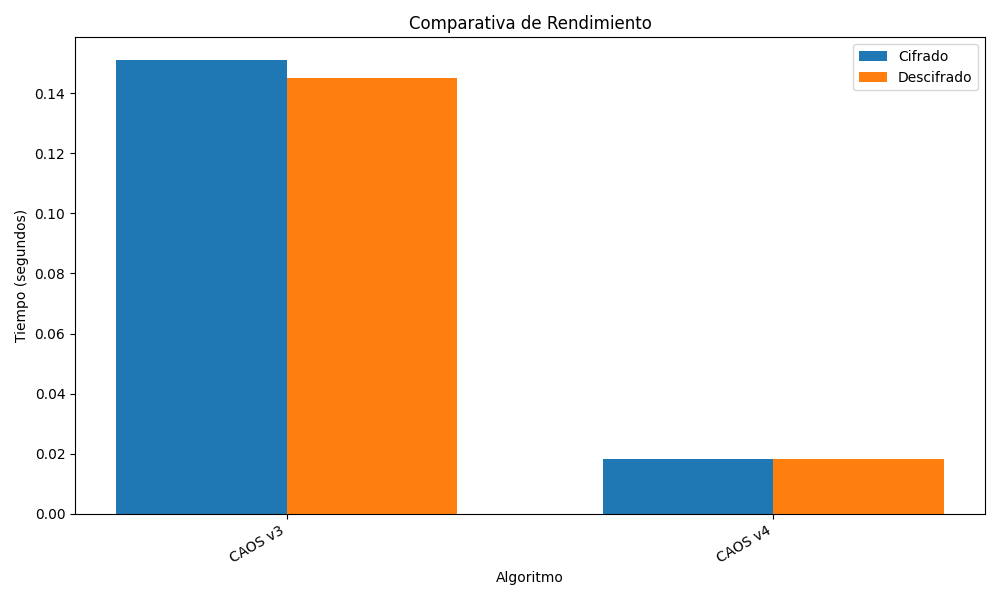 Comparativa de Rendimiento
Cifrado
Descifrado
Tiempo (segundos)
0.14
0.12
0.10
0.08
0.06
0.04
0.02
0.00
CAOS v3
CAOS v4
Algoritmo